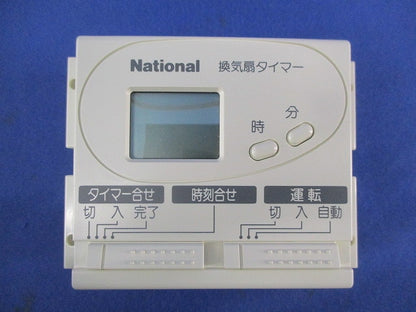 National 換気扇タイマー
時 分
タイマー合せ 時刻合せ 運転
切 入 完了 切 入 自動